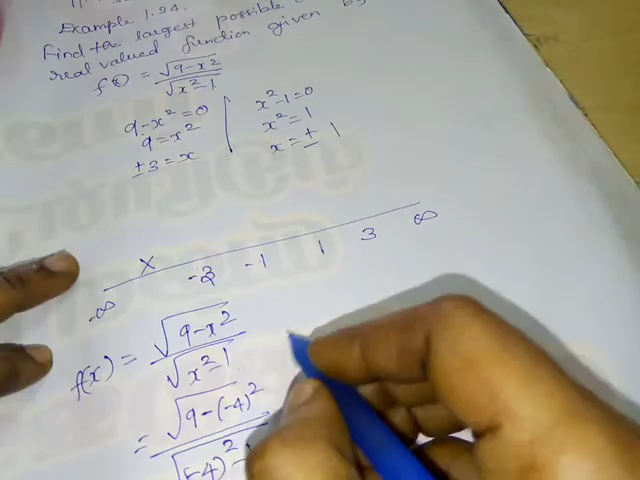 Example 1.24.
Find the largest possible
real valued function given by
f(x) = √9-x² / √x²-1
9-x²=0
9=x²
±3=x
x²-1=0
x²=1
x=± 1
x
-∞ -3 -1 1 3 ∞
f(x) = √9-x² / √x²-1
= √9-(-4)² / √(-4)²-